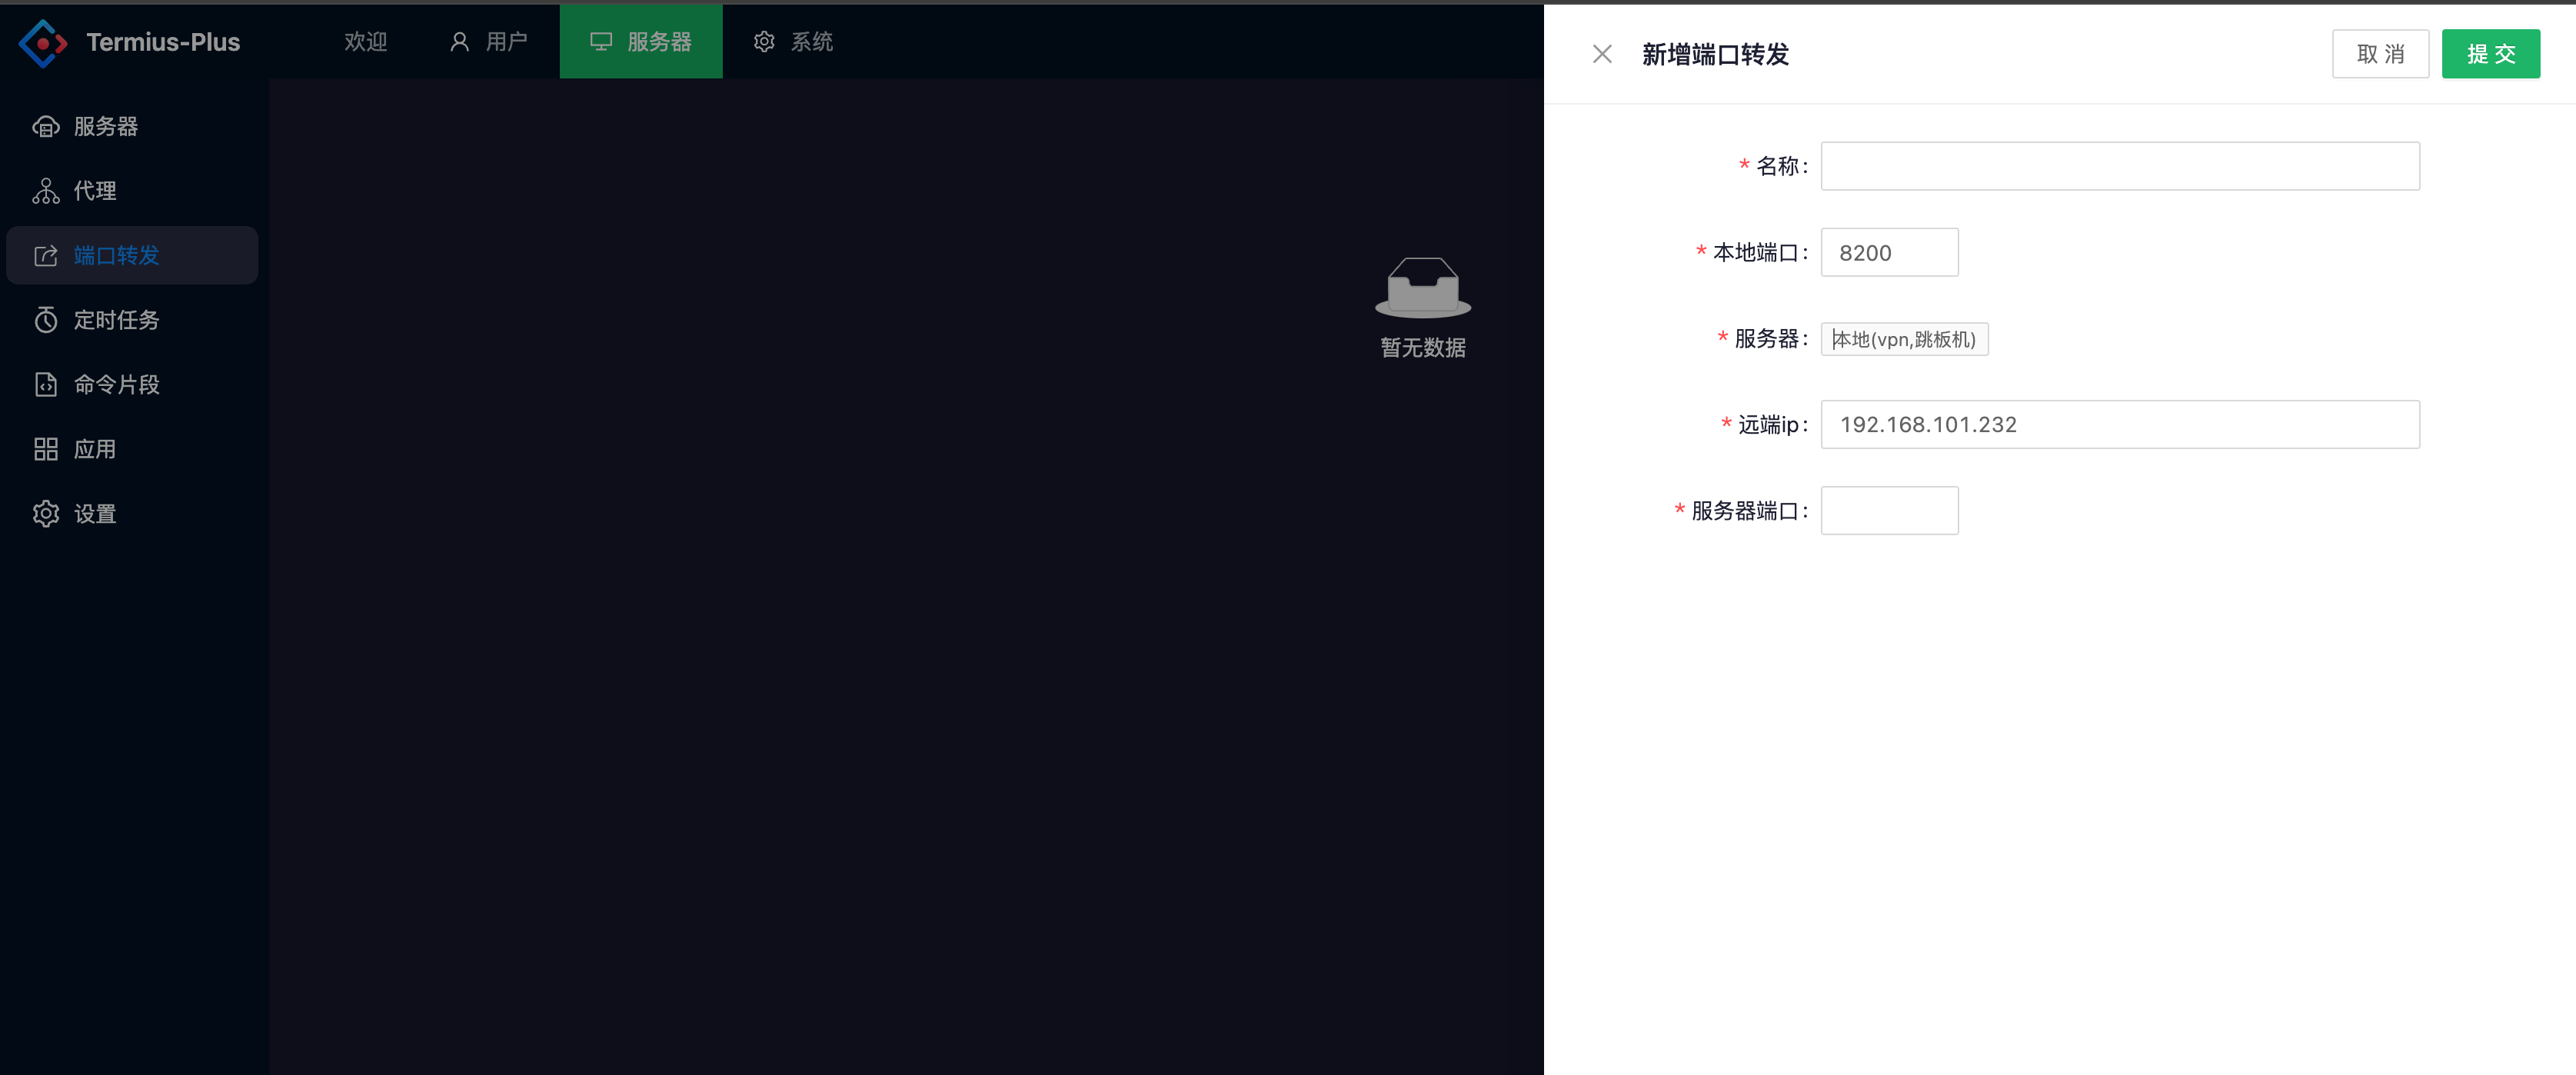 Termius-Plus
欢迎
用户
服务器
系统
服务器
代理
端口转发
定时任务
命令片段
应用
设置
暂无数据
新增端口转发
取 消
提 交
* 名称:
* 本地端口: 8200
* 服务器: 本地(vpn,跳板机)
* 远端ip: 192.168.101.232
* 服务器端口: